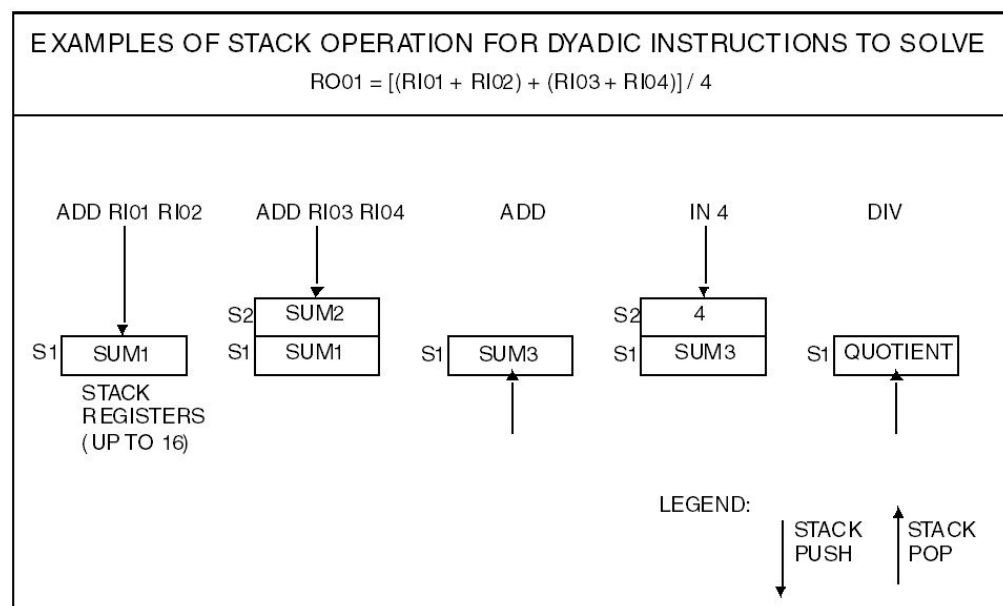 EXAMPLES OF STACK OPERATION FOR DYADIC INSTRUCTIONS TO SOLVE
RO01 = [(RI01 + RI02) + (RI03 + RI04)] / 4
ADD RI01 RI02
ADD RI03 RI04
ADD
IN 4
DIV
S2
SUM2
S2
4
S1
SUM1
S1
SUM1
S1
SUM3
S1
SUM3
S1
QUOTIENT
STACK
REGISTERS
(UP TO 16)
LEGEND:
STACK
PUSH
STACK
POP